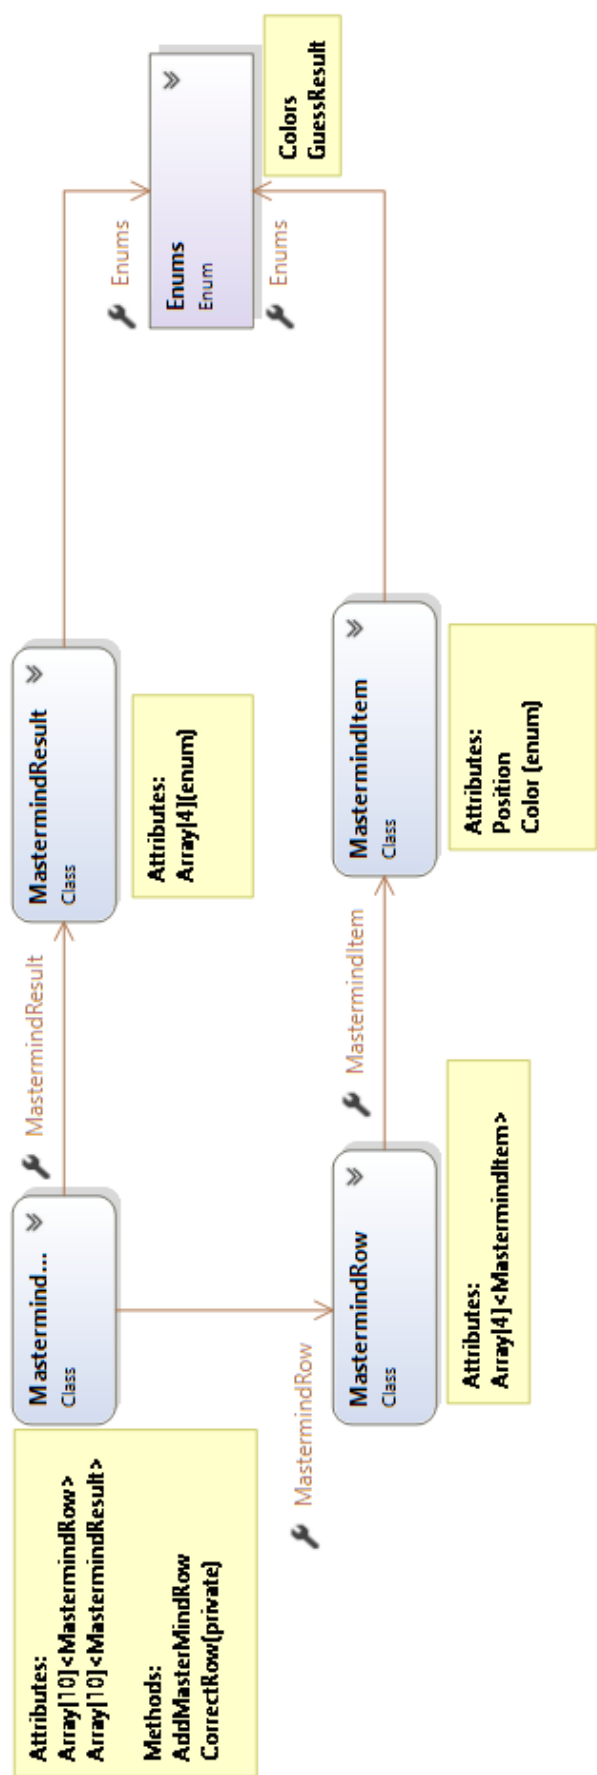 Attributes:
Array[10]<MastermindRow>
Array[10]<MastermindResult>
Methods:
AddMasterMindRow
CorrectRow(private)
Mastermind...
Class
MastermindResult
MastermindResult
Class
Attributes:
Array[4](enum)
Enums
Enums
Enum
Enums
Colors
GuessResult
MastermindRow
MastermindRow
Class
Attributes:
Array[4]<MastermindItem>
MastermindItem
MastermindItem
Class
Attributes:
Position
Color (enum)